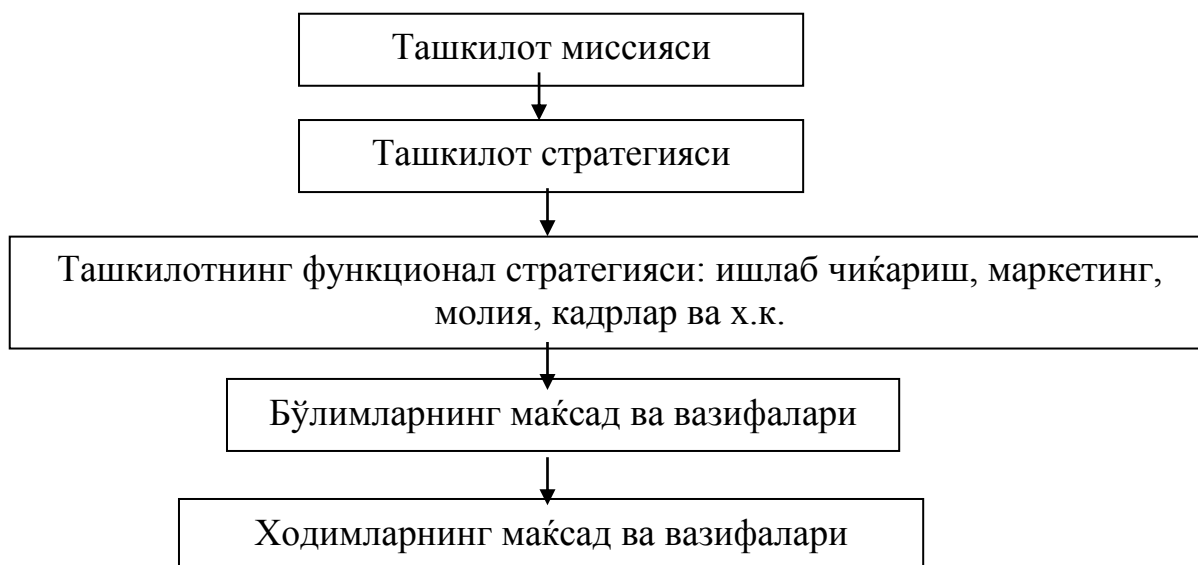 Ташкилот миссияси
Ташкилот стратегияси
Ташкилотнинг функционал стратегияси: ишлаб чиќариш, маркетинг,
молия, кадрлар ва х.к.
Бўлимларнинг маќсад ва вазифалари
Ходимларнинг маќсад ва вазифалари